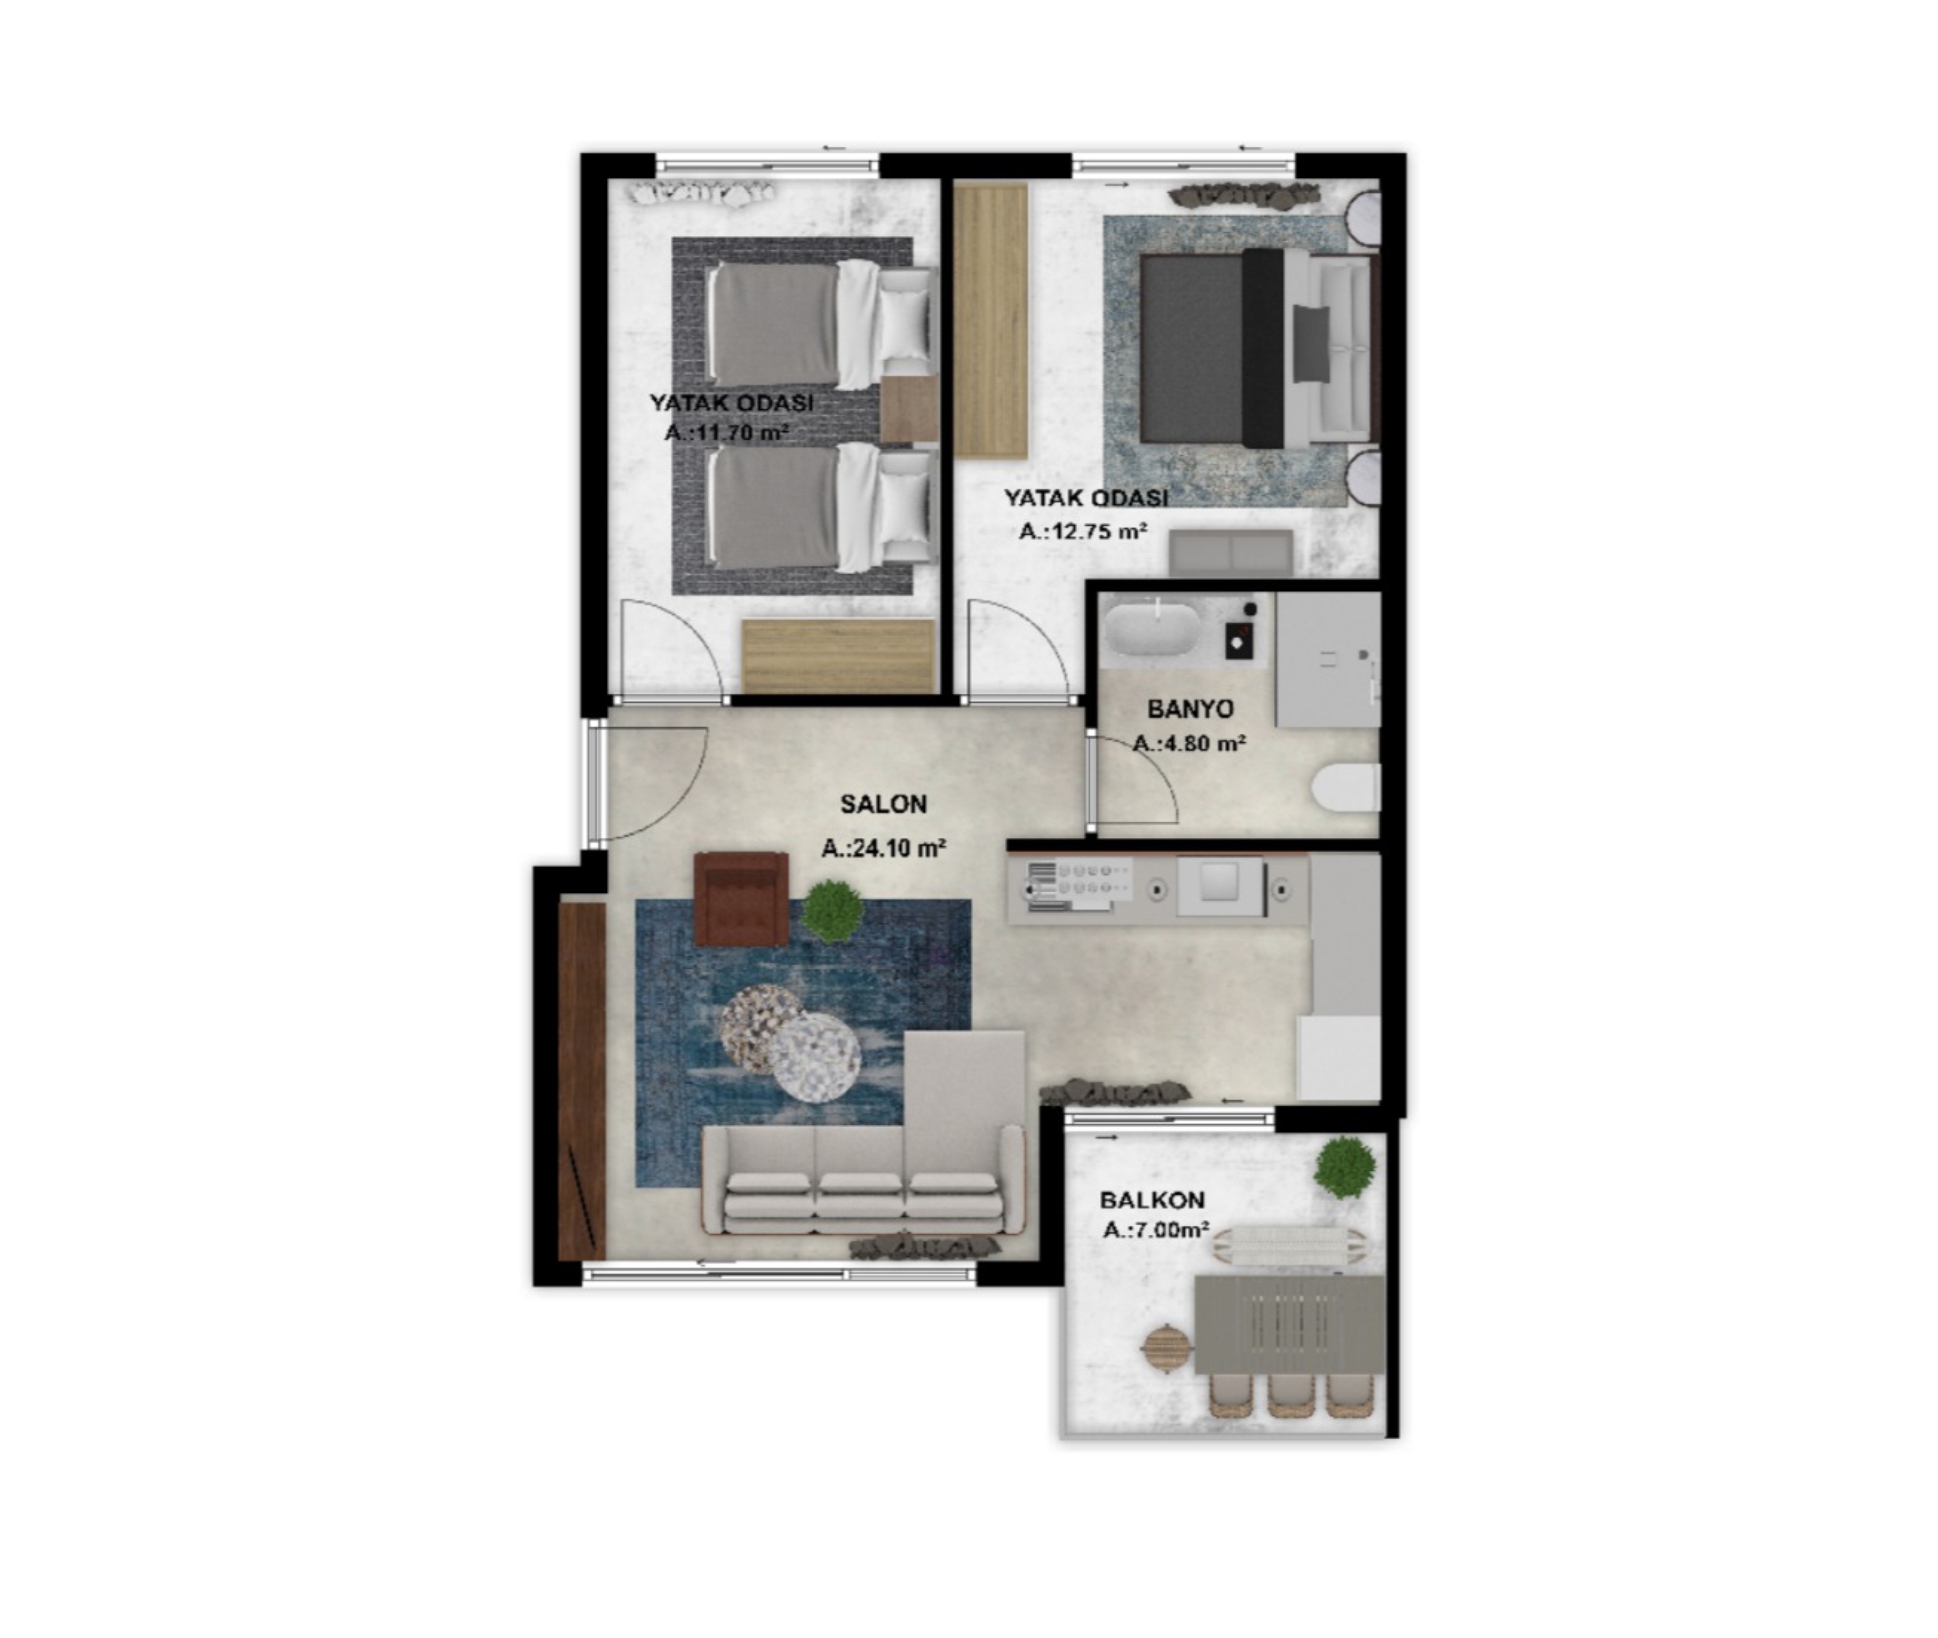 YATAK ODASI
A.:11.70 m²
YATAK ODASI
A.:12.75 m²
BANYO
A.:4.80 m²
SALON
A.:24.10 m²
BALKON
A.:7.00m²